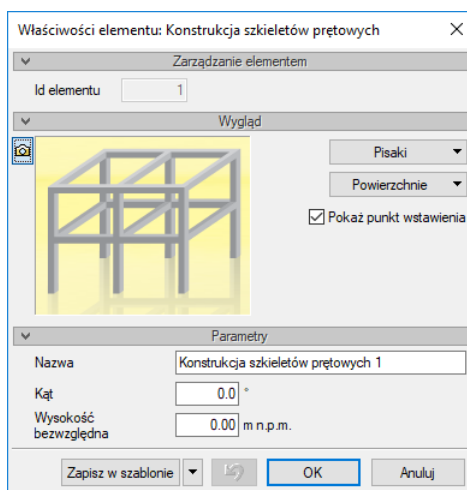 Właściwości elementu: Konstrukcja szkieletów prętowych
Zarządzanie elementem
Id elementu 1
Wygląd
Pisaki
Powierzchnie
Pokaż punkt wstawienia
Parametry
Nazwa Konstrukcja szkieletów prętowych 1
Kąt 0.0 °
Wysokość
bezwzględna 0.00 m n.p.m.
Zapisz w szablonie OK Anuluj